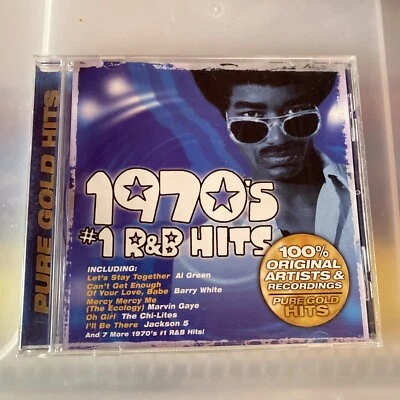 PURE GOLD HITS
1970's
#1 R&B HITS
INCLUDING:
Let's Stay Together Al Green
Can't Get Enough
Of Your Love, Babe Barry White
Mercy Mercy Me
(The Ecology) Marvin Gaye
Oh Girl The Chi-Lites
I'll Be There Jackson 5
And 7 More 1970's #1 R&B Hits!
100%
ORIGINAL
ARTISTS &
RECORDINGS
PURE GOLD
HITS